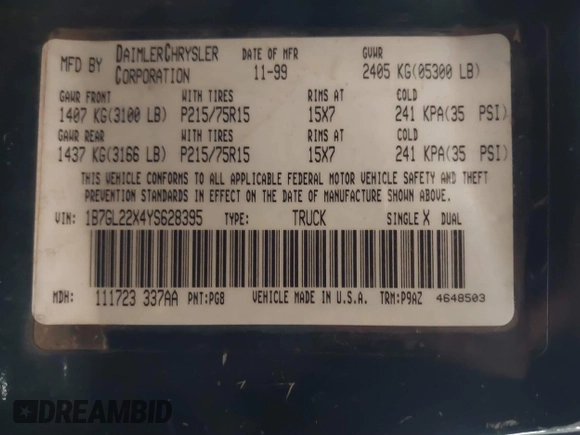 MFD BY DAIMLERCHRYSLER CORPORATION DATE OF MFR 11-99 GVWR 2405 KG(05300 LB)
GAWR FRONT WITH TIRES RIMS AT COLD
1407 KG(3100 LB) P215/75R15 15X7 241 KPA(35 PSI)
GAWR REAR WITH TIRES RIMS AT COLD
1437 KG(3166 LB) P215/75R15 15X7 241 KPA(35 PSI)
THIS VEHICLE CONFORMS TO ALL APPLICABLE FEDERAL MOTOR VEHICLE SAFETY AND THEFT
PREVENTION STANDARDS IN EFFECT ON THE DATE OF MANUFACTURE SHOWN ABOVE.
VIN: 1B7GL22X4YS628395 TYPE: TRUCK SINGLE X DUAL
MDH: 111723 337AA PNT:PG8 VEHICLE MADE IN U.S.A. TRM:P9AZ 4648503
DREAMBID